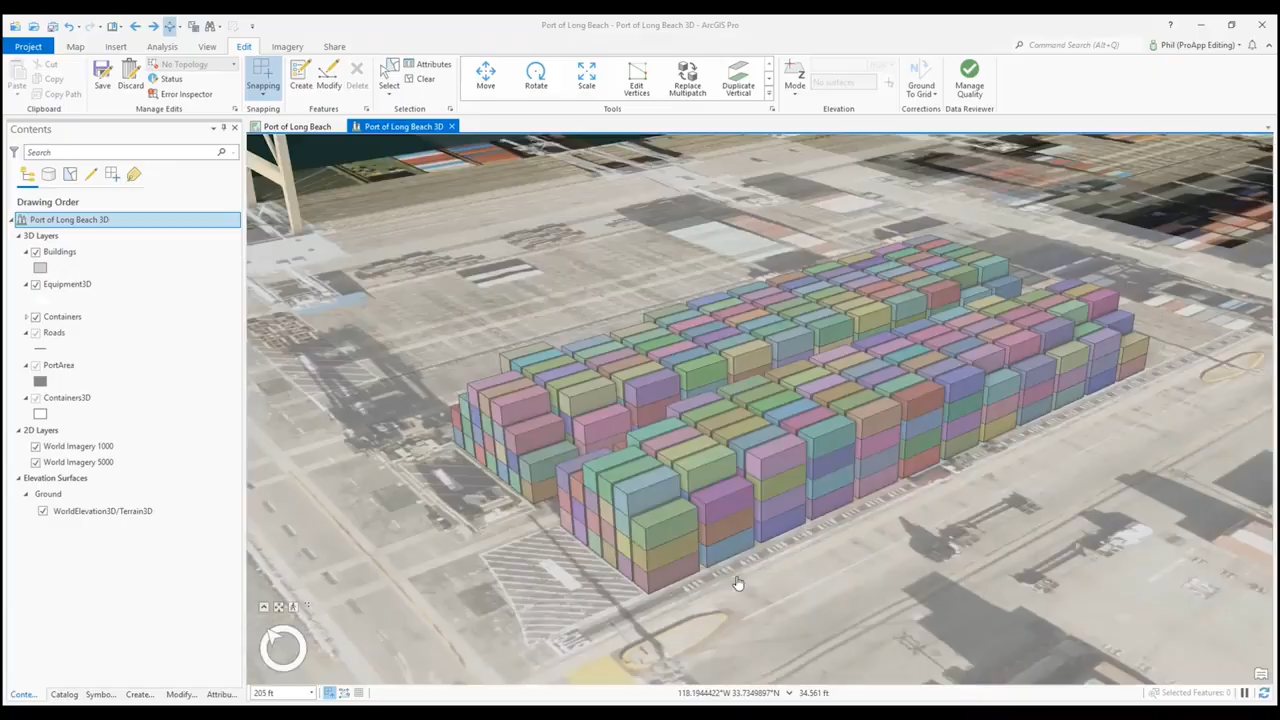 Port of Long Beach - Port of Long Beach 3D - ArcGIS Pro
?
Project Map Insert Analysis View Edit Imagery Share
Command Search (Alt+Q)
Phil (ProApp Editing)
Paste
Cut
Copy
Copy Path
Clipboard
Save
Discard
No Topology
Status
Error Inspector
Manage Edits
Snapping
Snapping
Create
Modify
Delete
Features
Select
Attributes
Clear
Selection
Move
Rotate
Scale
Edit Vertices
Replace Multipatch
Duplicate Vertical
Tools
Mode
No surfaces
Elevation
Ground To Grid
Corrections
Manage Quality
Data Reviewer
Contents
Port of Long Beach
Port of Long Beach 3D
Search
Drawing Order
Port of Long Beach 3D
3D Layers
Buildings
Equipment3D
Containers
Roads
PortArea
Containers3D
2D Layers
World Imagery 1000
World Imagery 5000
Elevation Surfaces
Ground
WorldElevation3D/Terrain3D
Conte... Catalog Symbo... Create... Modify... Attribu...
205 ft
118.1944422°W 33.7349897°N
34.561 ft
Selected Features: 0